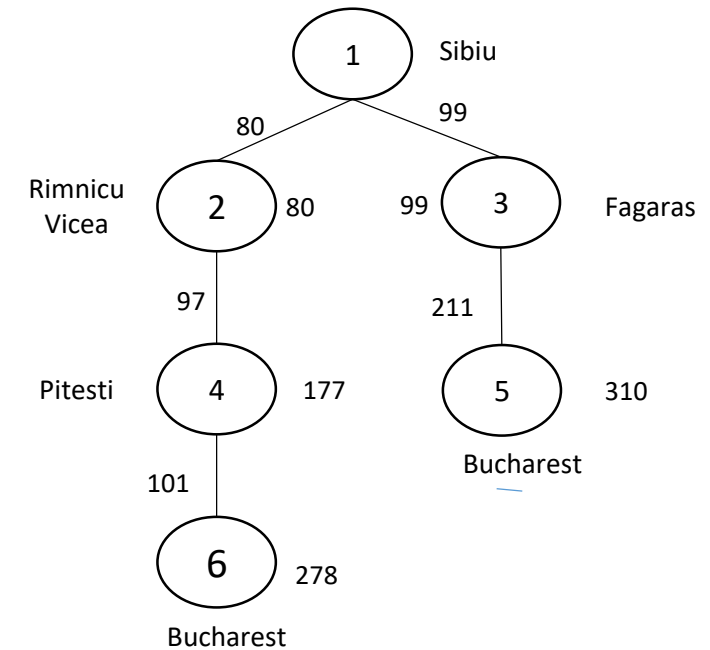 1
Sibiu
80
99
Rimnicu
Vicea
2
80
99
3
Fagaras
97
211
Pitesti
4
177
5
310
Bucharest
101
6
278
Bucharest